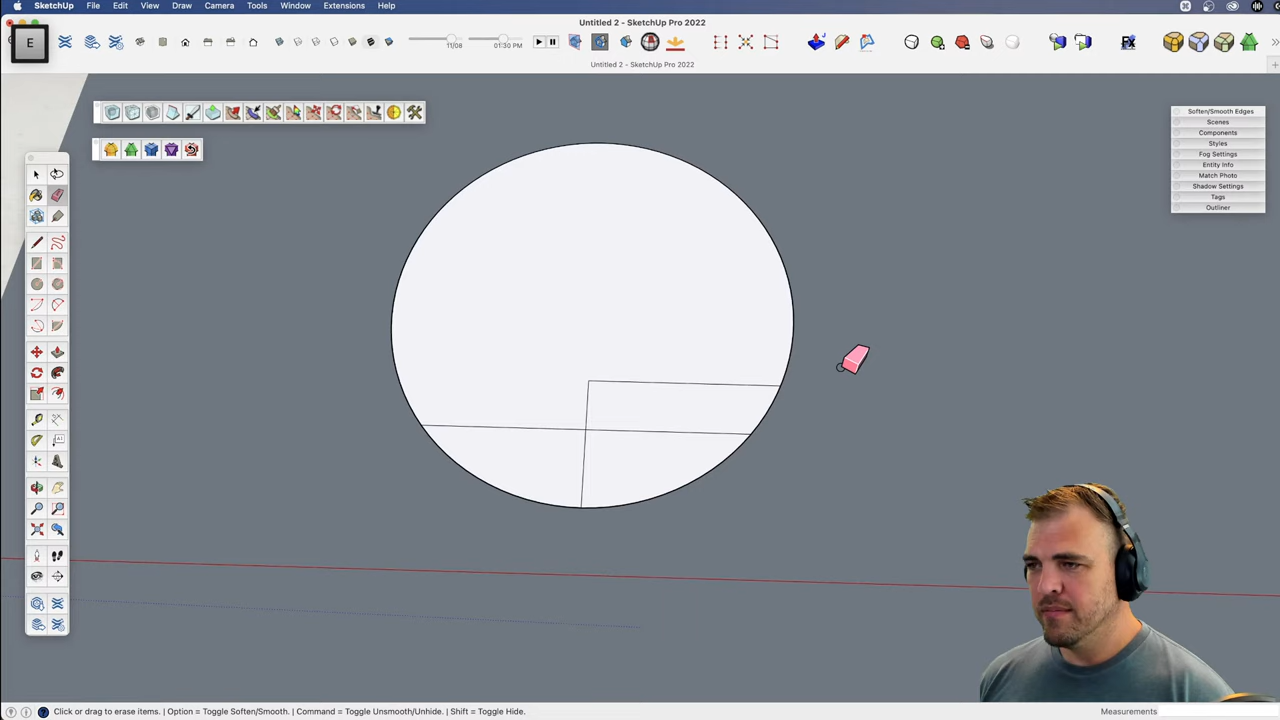 SketchUp File Edit View Draw Camera Tools Window Extensions Help
Untitled 2 - SketchUp Pro 2022
E
11/08 01:30 PM
Untitled 2 - SketchUp Pro 2022
Soften/Smooth Edges
Scenes
Components
Styles
Fog Settings
Entity Info
Match Photo
Shadow Settings
Tags
Outliner
Click or drag to erase items. | Option = Toggle Soften/Smooth. | Command = Toggle Unsmooth/Unhide. | Shift = Toggle Hide.
Measurements